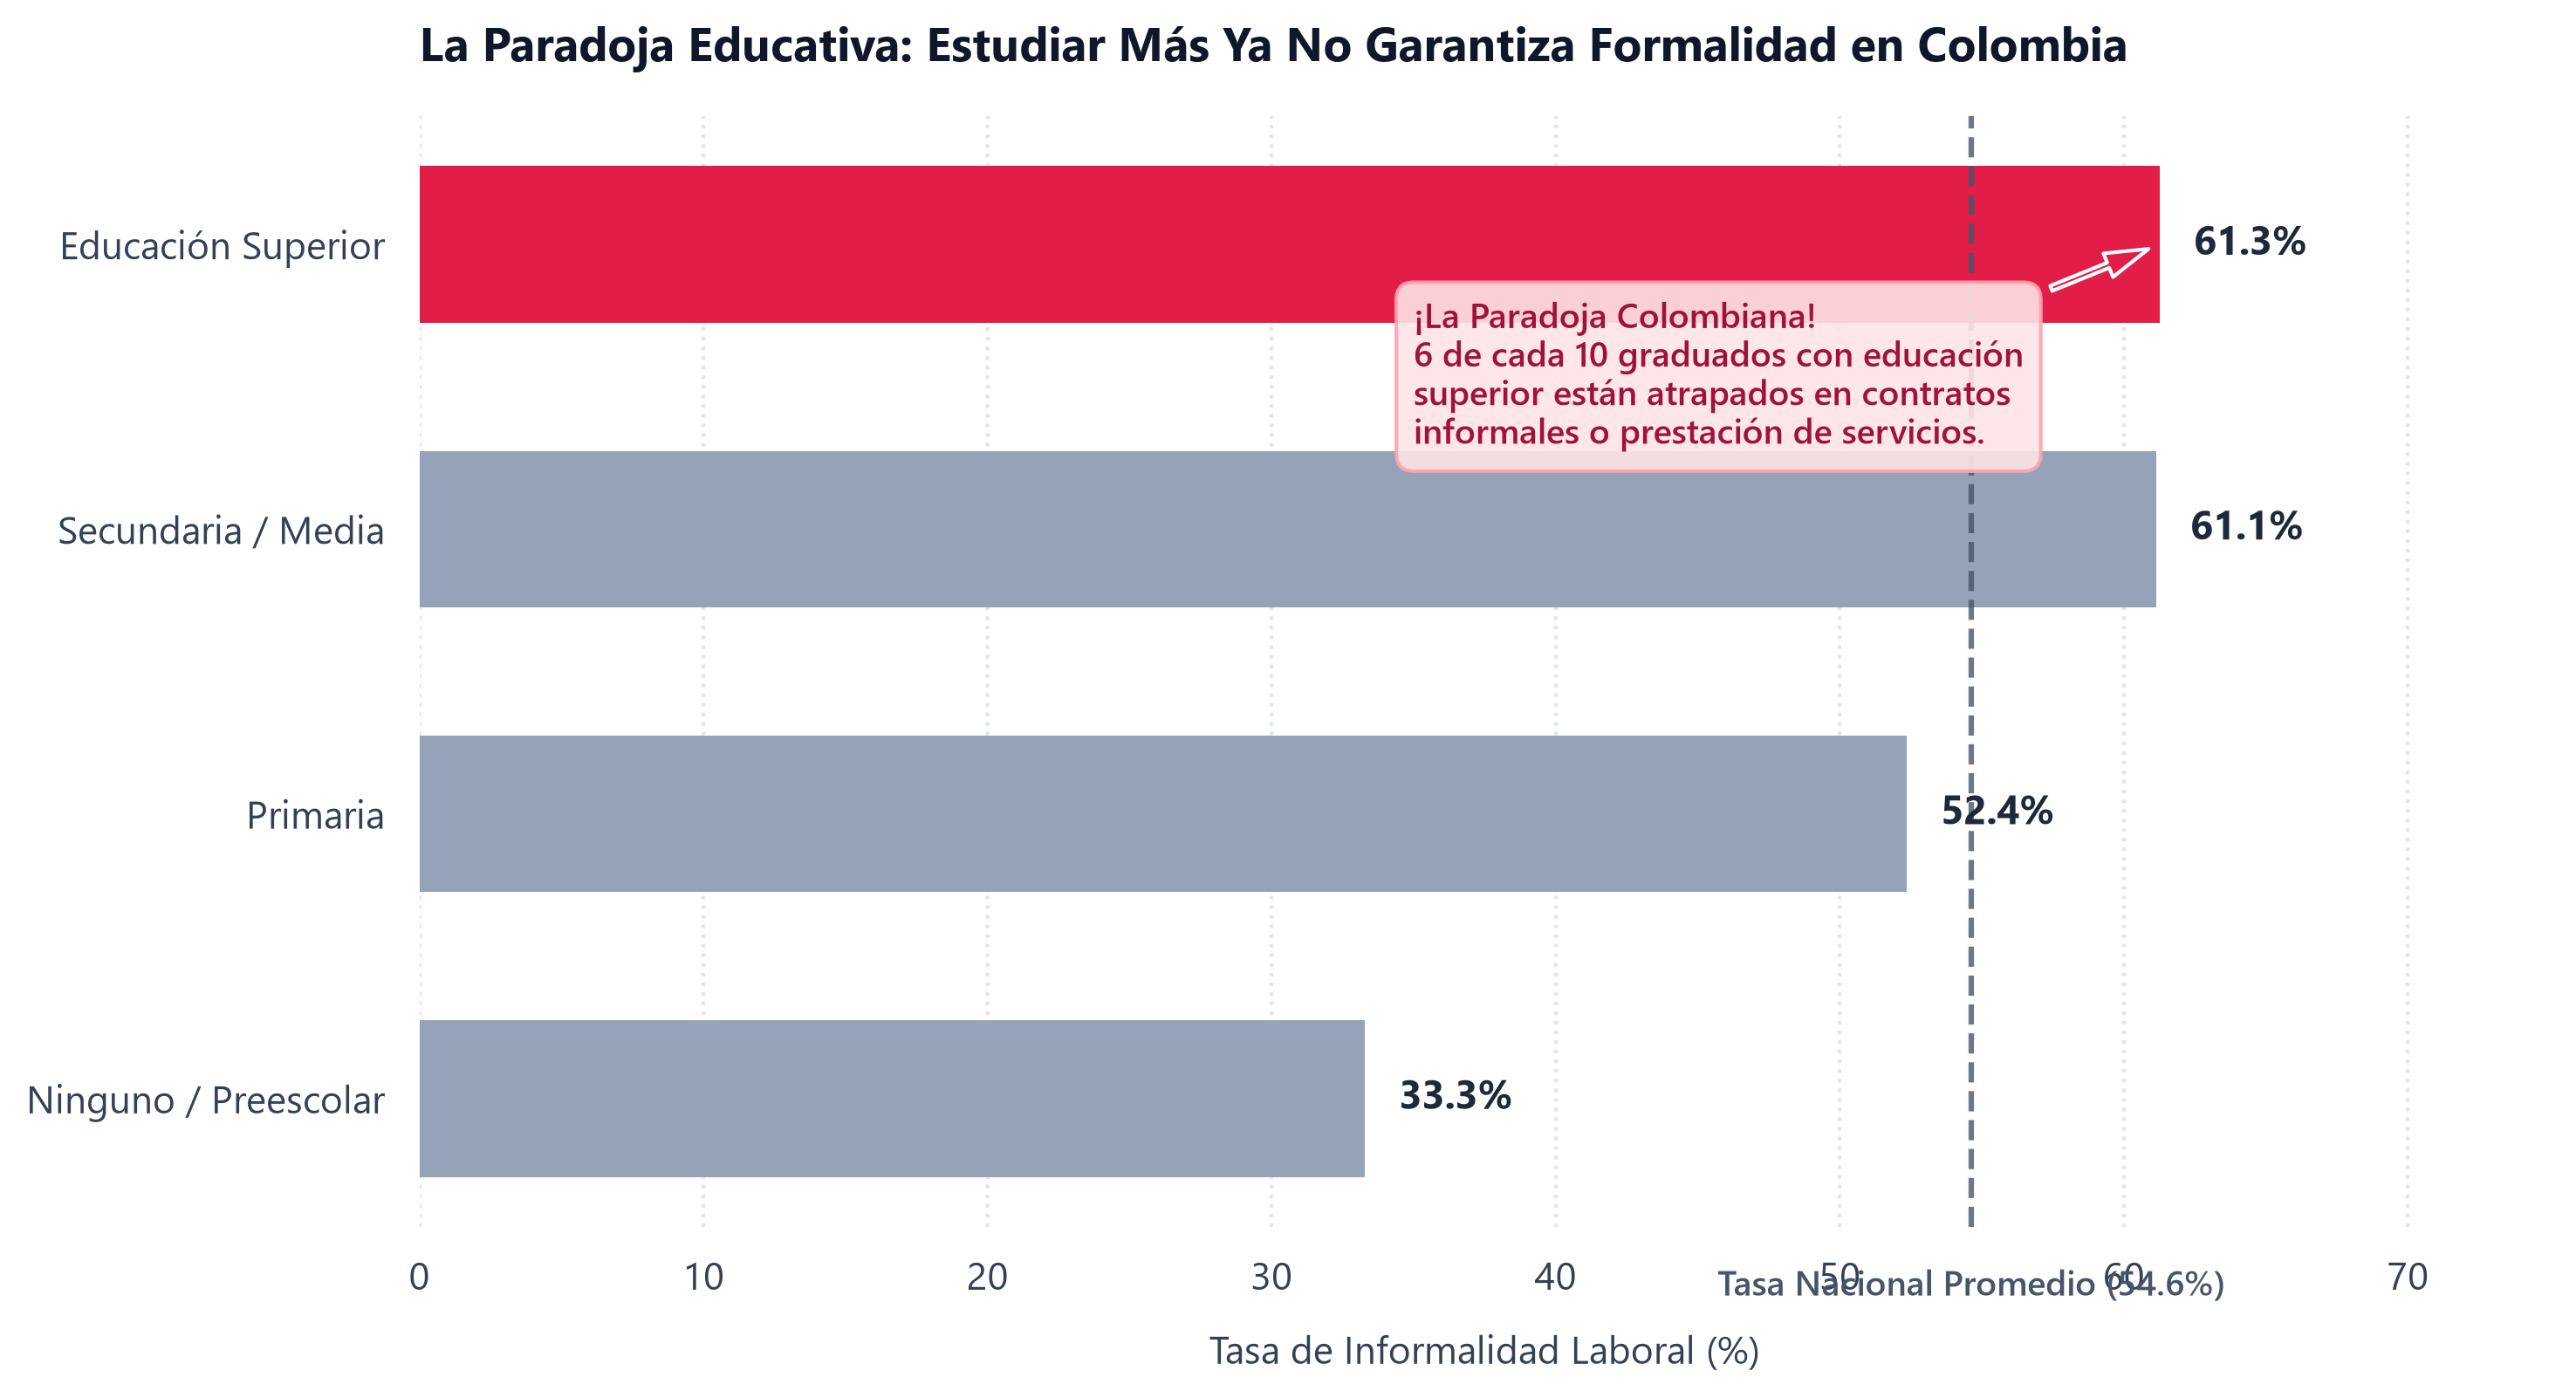 La Paradoja Educativa: Estudiar Más Ya No Garantiza Formalidad en Colombia
Educación Superior
61.3%
¡La Paradoja Colombiana!
6 de cada 10 graduados con educación
superior están atrapados en contratos
informales o prestación de servicios.
Secundaria / Media
61.1%
Primaria
52.4%
Ninguno / Preescolar
33.3%
0 10 20 30 40 50 60 70
Tasa Nacional Promedio (54.6%)
Tasa de Informalidad Laboral (%)